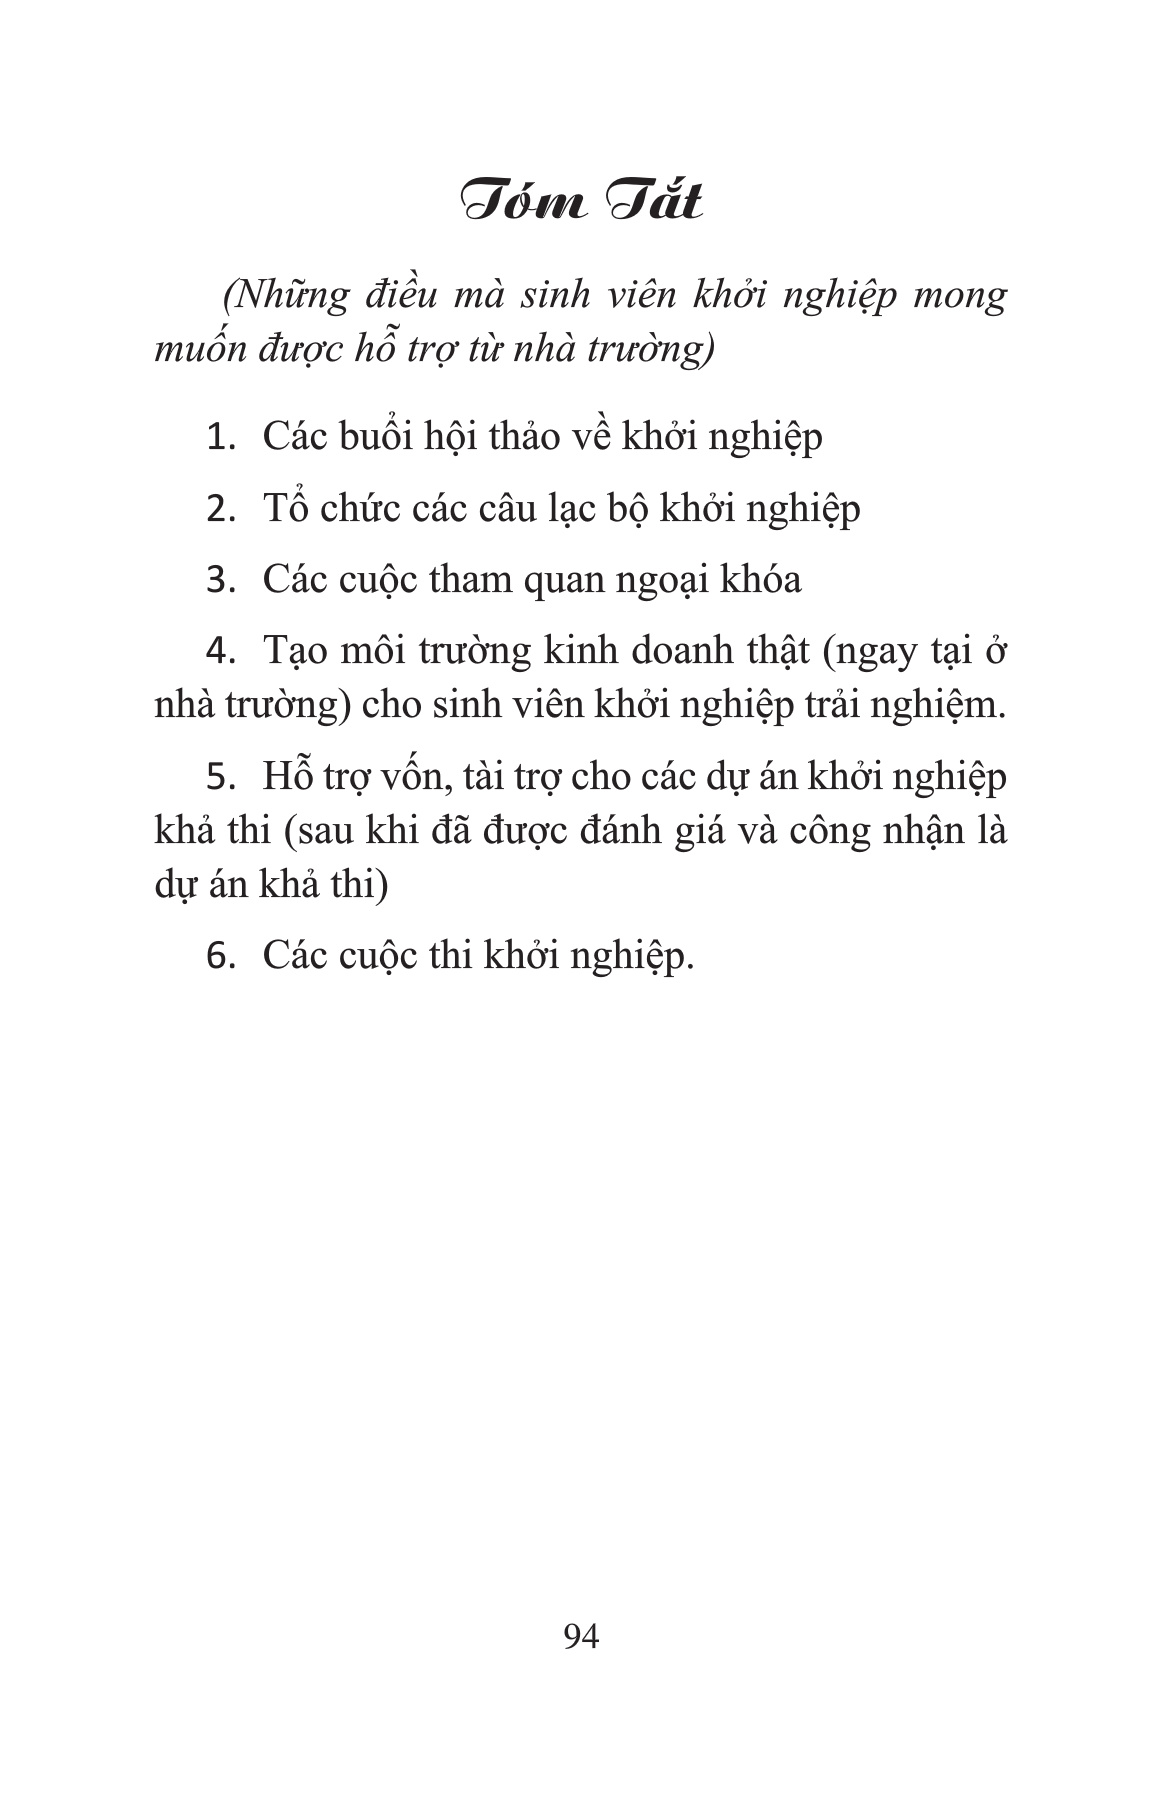 Tóm Tắt
(Những điều mà sinh viên khởi nghiệp mong
muốn được hỗ trợ từ nhà trường)
1. Các buổi hội thảo về khởi nghiệp
2. Tổ chức các câu lạc bộ khởi nghiệp
3. Các cuộc tham quan ngoại khóa
4. Tạo môi trường kinh doanh thật (ngay tại ở
nhà trường) cho sinh viên khởi nghiệp trải nghiệm.
5. Hỗ trợ vốn, tài trợ cho các dự án khởi nghiệp
khả thi (sau khi đã được đánh giá và công nhận là
dự án khả thi)
6. Các cuộc thi khởi nghiệp.
94